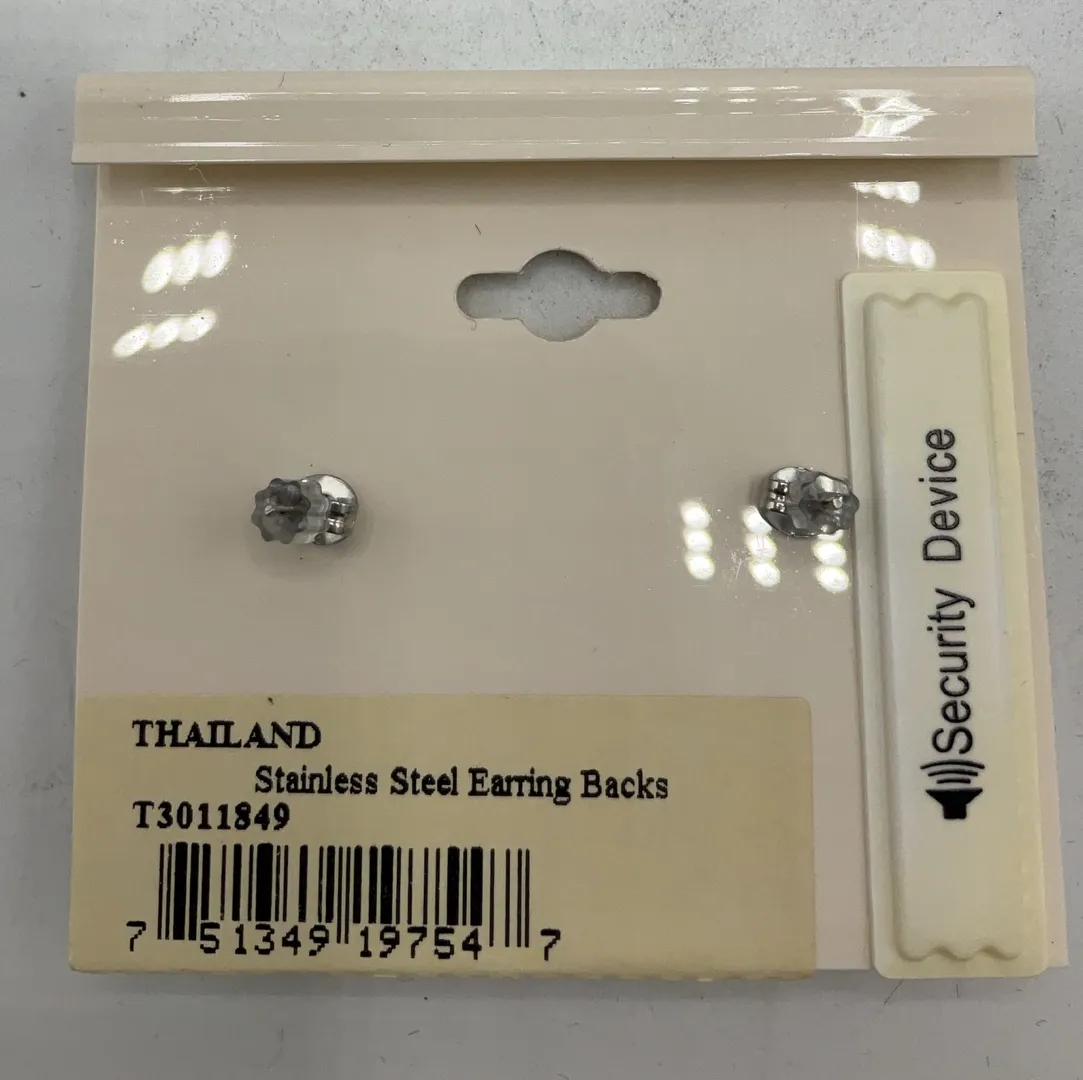 THAILAND
Stainless Steel Earring Backs
T3011849
7 51349 19754 7
Security Device